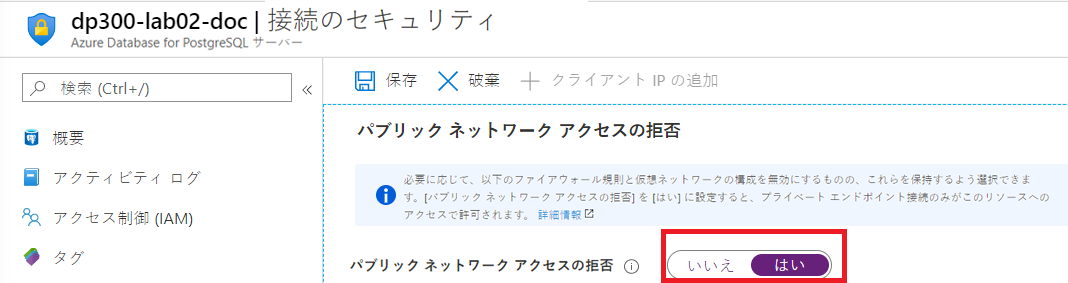 dp300-lab02-doc | 接続のセキュリティ
Azure Database for PostgreSQL サーバー
検索 (Ctrl+/)
«
保存
破棄
クライアント IP の追加
概要
アクティビティ ログ
アクセス制御 (IAM)
タグ
パブリック ネットワーク アクセスの拒否
必要に応じて、以下のファイアウォール規則と仮想ネットワークの構成を無効にするものの、これらを保持するよう選択できま
す。[パブリック ネットワーク アクセスの拒否] を [はい] に設定すると、プライベート エンドポイント接続のみがこのリソースへの
アクセスで許可されます。 詳細情報
パブリック ネットワーク アクセスの拒否
いいえ
はい